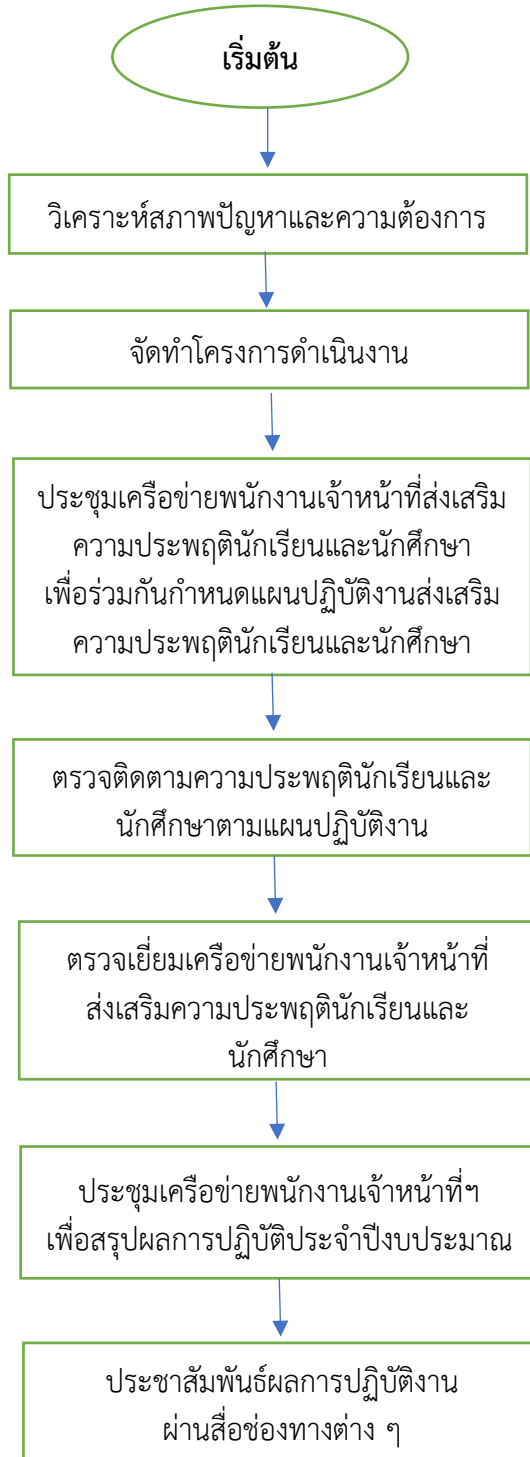 เริ่มต้น
วิเคราะห์สภาพปัญหาและความต้องการ
จัดทำโครงการดำเนินงาน
ประชุมเครือข่ายพนักงานเจ้าหน้าที่ส่งเสริม
ความประพฤตินักเรียนและนักศึกษา
เพื่อร่วมกันกำหนดแผนปฏิบัติงานส่งเสริม
ความประพฤตินักเรียนและนักศึกษา
ตรวจติดตามความประพฤตินักเรียนและ
นักศึกษาตามแผนปฏิบัติงาน
ตรวจเยี่ยมเครือข่ายพนักงานเจ้าหน้าที่
ส่งเสริมความประพฤตินักเรียนและ
นักศึกษา
ประชุมเครือข่ายพนักงานเจ้าหน้าที่ฯ
เพื่อสรุปผลการปฏิบัติประจำปีงบประมาณ
ประชาสัมพันธ์ผลการปฏิบัติงาน
ผ่านสื่อช่องทางต่าง ๆ